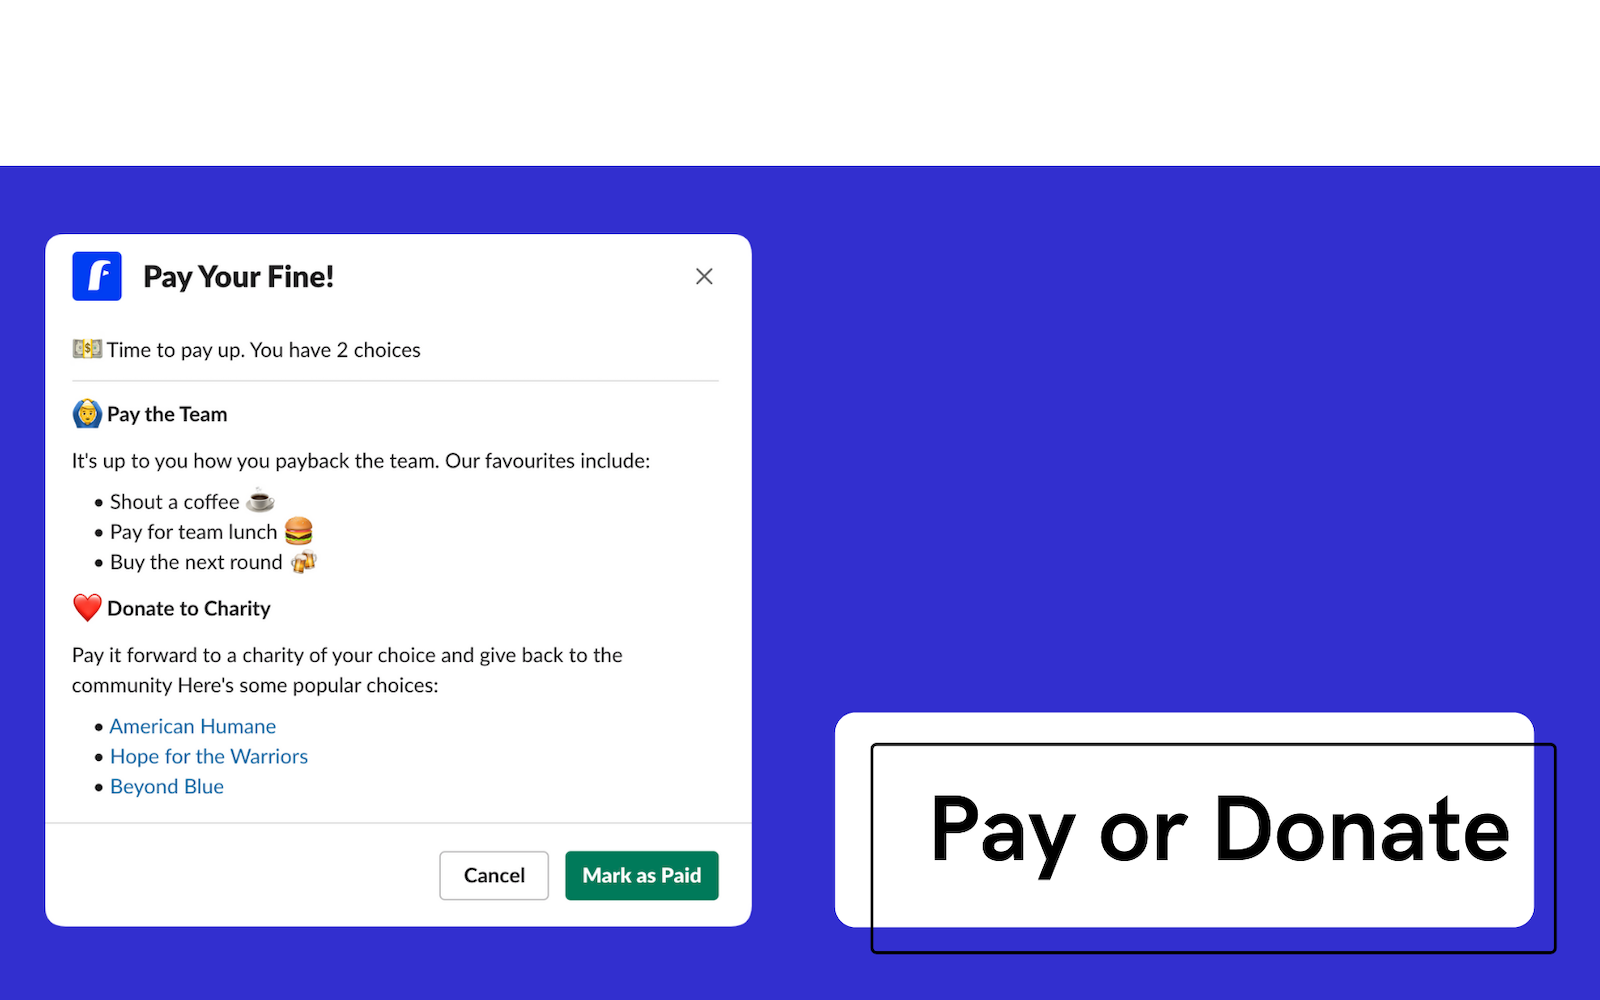 Pay Your Fine!
Time to pay up. You have 2 choices
Pay the Team
It's up to you how you payback the team. Our favourites include:
• Shout a coffee
• Pay for team lunch
• Buy the next round
Donate to Charity
Pay it forward to a charity of your choice and give back to the
community Here's some popular choices:
• American Humane
• Hope for the Warriors
• Beyond Blue
Cancel
Mark as Paid
Pay or Donate